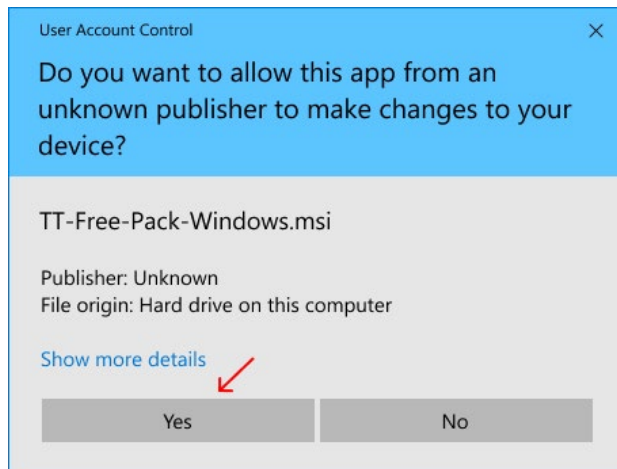 User Account Control
Do you want to allow this app from an
unknown publisher to make changes to your
device?
TT-Free-Pack-Windows.msi
Publisher: Unknown
File origin: Hard drive on this computer
Show more details
Yes
No